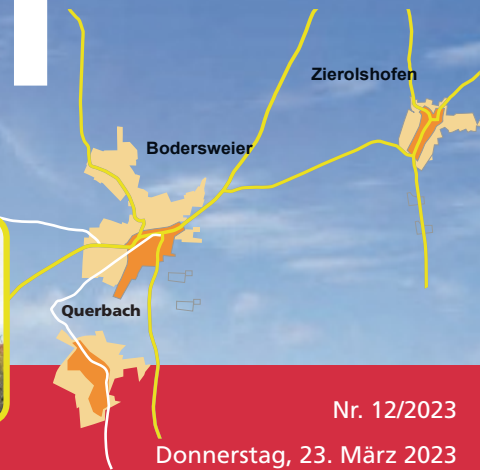 Zierolshofen
Bodersweier
Querbach
Nr. 12/2023
Donnerstag, 23. März 2023